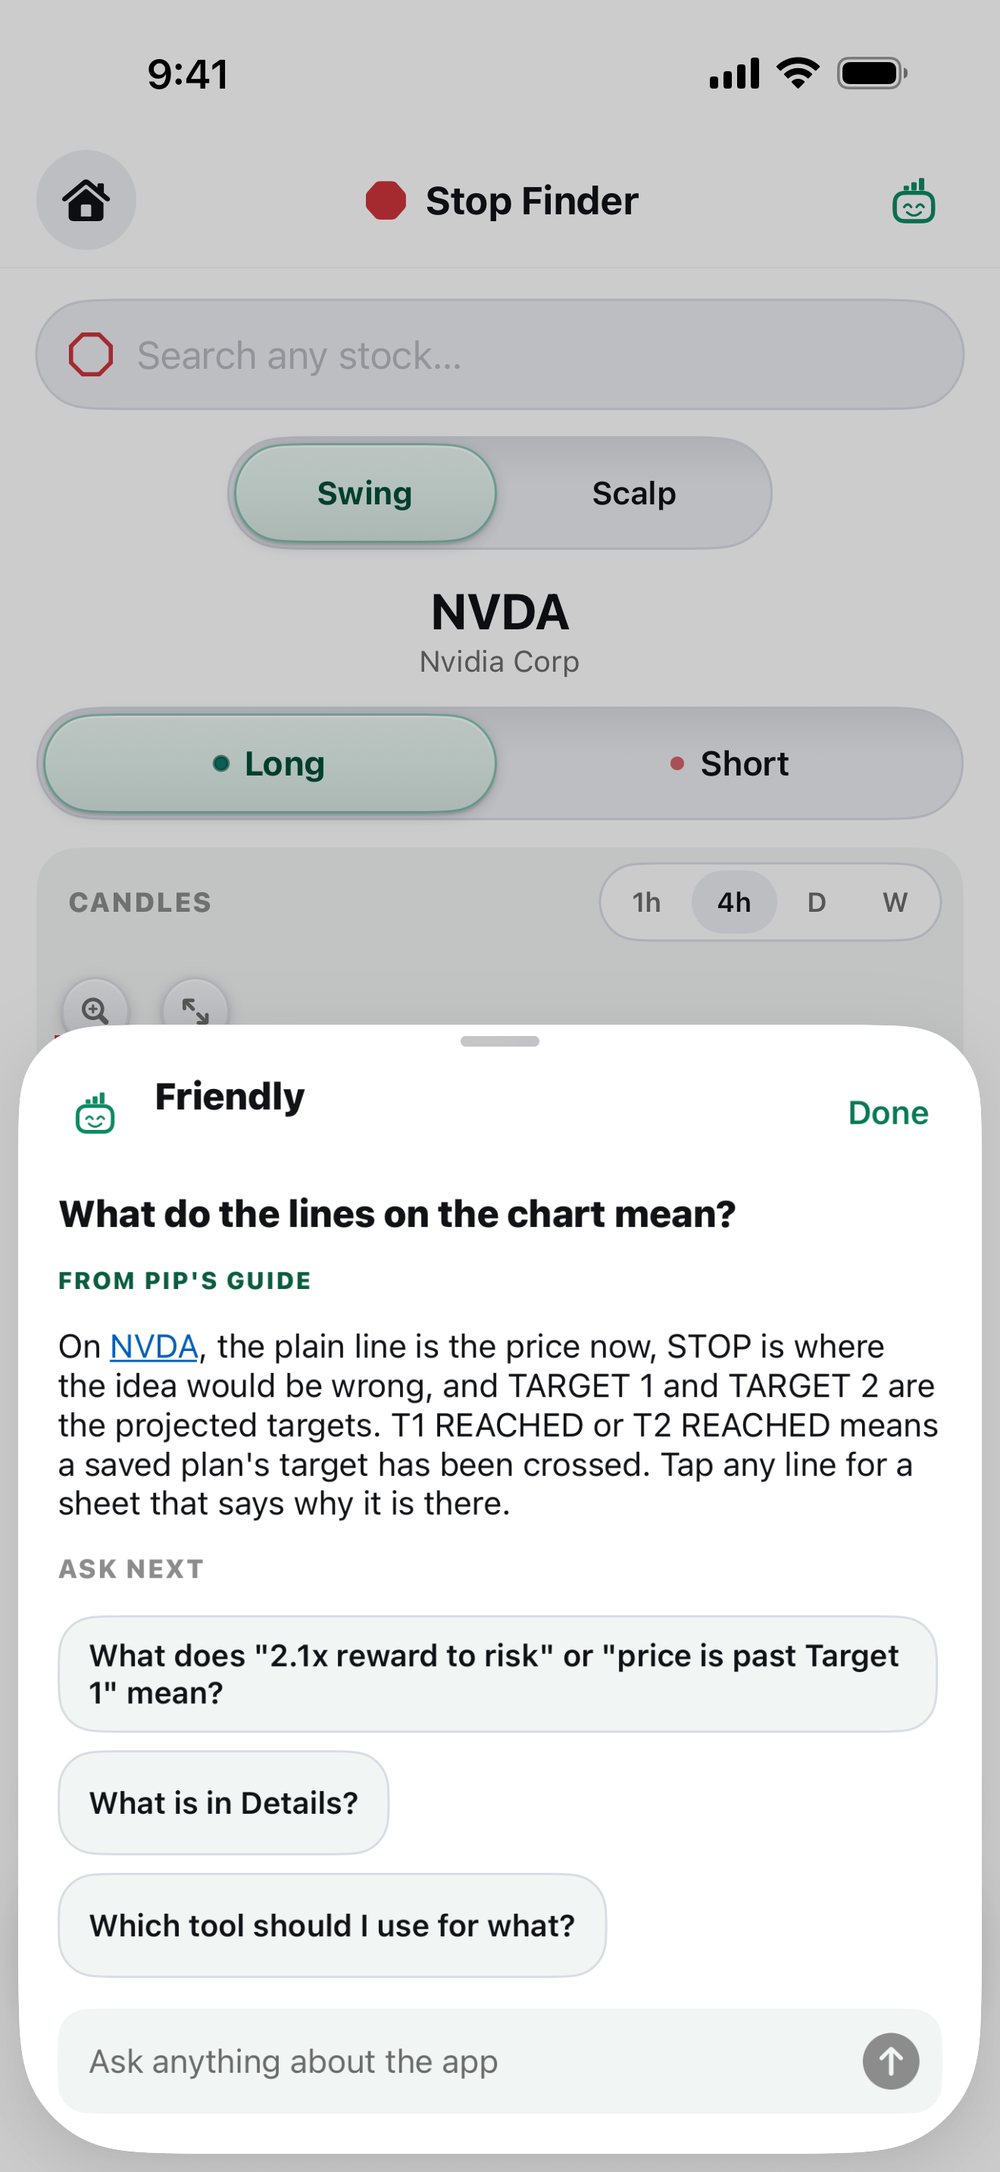 9:41
Stop Finder
Search any stock...
Swing
Scalp
NVDA
Nvidia Corp
Long
Short
CANDLES
1h
4h
D
W
Friendly
Done
What do the lines on the chart mean?
FROM PIP'S GUIDE
On NVDA, the plain line is the price now, STOP is where
the idea would be wrong, and TARGET 1 and TARGET 2 are
the projected targets. T1 REACHED or T2 REACHED means
a saved plan's target has been crossed. Tap any line for a
sheet that says why it is there.
ASK NEXT
What does "2.1x reward to risk" or "price is past Target
1" mean?
What is in Details?
Which tool should I use for what?
Ask anything about the app